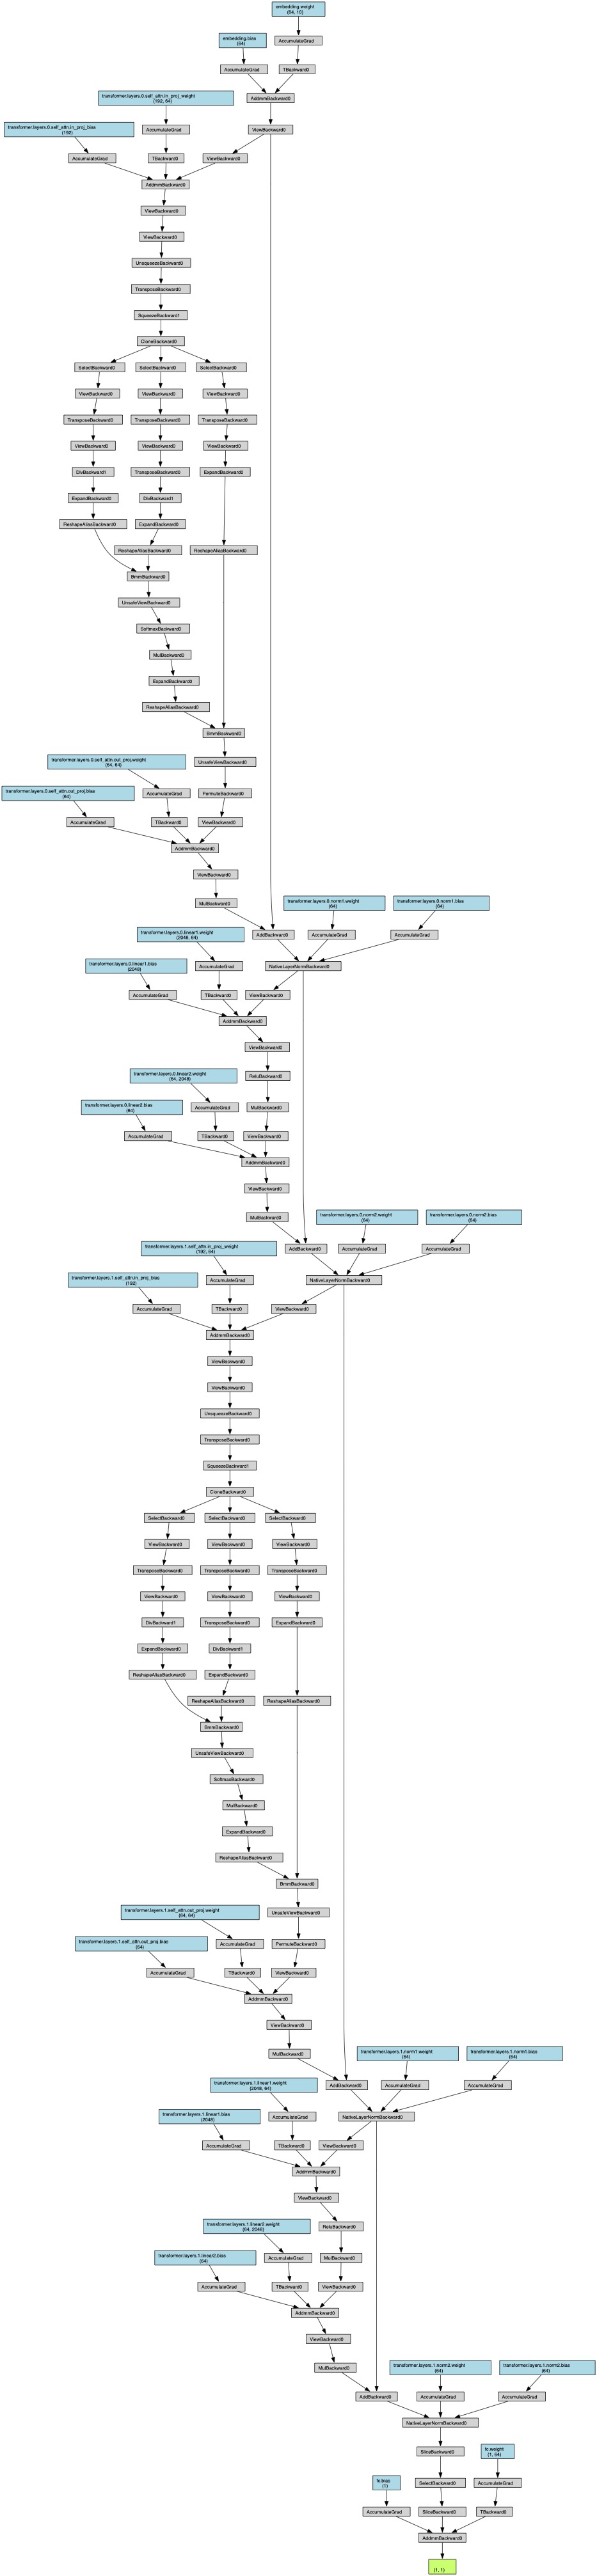 embedding.weight
(64, 10)
embedding.bias
(64)
AccumulateGrad
AccumulateGrad
TBackward0
transformer.layers.0.self_attn.in_proj_weight
(192, 64)
AddmmBackward0
transformer.layers.0.self_attn.in_proj_bias
(192)
AccumulateGrad
ViewBackward0
AccumulateGrad
TBackward0
ViewBackward0
AddmmBackward0
ViewBackward0
ViewBackward0
UnsqueezeBackward0
TransposeBackward0
SqueezeBackward1
CloneBackward0
SelectBackward0
SelectBackward0
SelectBackward0
ViewBackward0
ViewBackward0
ViewBackward0
TransposeBackward0
TransposeBackward0
TransposeBackward0
ViewBackward0
ViewBackward0
ViewBackward0
DivBackward1
TransposeBackward0
ExpandBackward0
ExpandBackward0
DivBackward1
ReshapeAliasBackward0
ExpandBackward0
ReshapeAliasBackward0
ReshapeAliasBackward0
BmmBackward0
UnsafeViewBackward0
SoftmaxBackward0
MulBackward0
ExpandBackward0
ReshapeAliasBackward0
BmmBackward0
transformer.layers.0.self_attn.out_proj.weight
(64, 64)
UnsafeViewBackward0
transformer.layers.0.self_attn.out_proj.bias
(64)
AccumulateGrad
PermuteBackward0
AccumulateGrad
TBackward0
ViewBackward0
AddmmBackward0
ViewBackward0
MulBackward0
transformer.layers.0.norm1.weight
(64)
transformer.layers.0.norm1.bias
(64)
transformer.layers.0.linear1.weight
(2048, 64)
AddBackward0
AccumulateGrad
AccumulateGrad
transformer.layers.0.linear1.bias
(2048)
AccumulateGrad
NativeLayerNormBackward0
AccumulateGrad
TBackward0
ViewBackward0
AddmmBackward0
ViewBackward0
transformer.layers.0.linear2.weight
(64, 2048)
ReluBackward0
transformer.layers.0.linear2.bias
(64)
AccumulateGrad
MulBackward0
AccumulateGrad
TBackward0
ViewBackward0
AddmmBackward0
ViewBackward0
MulBackward0
transformer.layers.0.norm2.weight
(64)
transformer.layers.0.norm2.bias
(64)
transformer.layers.1.self_attn.in_proj_weight
(192, 64)
AddBackward0
AccumulateGrad
AccumulateGrad
transformer.layers.1.self_attn.in_proj_bias
(192)
AccumulateGrad
NativeLayerNormBackward0
AccumulateGrad
TBackward0
ViewBackward0
AddmmBackward0
ViewBackward0
ViewBackward0
UnsqueezeBackward0
TransposeBackward0
SqueezeBackward1
CloneBackward0
SelectBackward0
SelectBackward0
SelectBackward0
ViewBackward0
ViewBackward0
ViewBackward0
TransposeBackward0
TransposeBackward0
TransposeBackward0
ViewBackward0
ViewBackward0
ViewBackward0
DivBackward1
TransposeBackward0
ExpandBackward0
ExpandBackward0
DivBackward1
ReshapeAliasBackward0
ExpandBackward0
ReshapeAliasBackward0
ReshapeAliasBackward0
BmmBackward0
UnsafeViewBackward0
SoftmaxBackward0
MulBackward0
ExpandBackward0
ReshapeAliasBackward0
BmmBackward0
transformer.layers.1.self_attn.out_proj.weight
(64, 64)
UnsafeViewBackward0
transformer.layers.1.self_attn.out_proj.bias
(64)
AccumulateGrad
PermuteBackward0
AccumulateGrad
TBackward0
ViewBackward0
AddmmBackward0
ViewBackward0
MulBackward0
transformer.layers.1.norm1.weight
(64)
transformer.layers.1.norm1.bias
(64)
transformer.layers.1.linear1.weight
(2048, 64)
AddBackward0
AccumulateGrad
AccumulateGrad
transformer.layers.1.linear1.bias
(2048)
AccumulateGrad
NativeLayerNormBackward0
AccumulateGrad
TBackward0
ViewBackward0
AddmmBackward0
ViewBackward0
transformer.layers.1.linear2.weight
(64, 2048)
ReluBackward0
transformer.layers.1.linear2.bias
(64)
AccumulateGrad
MulBackward0
AccumulateGrad
TBackward0
ViewBackward0
AddmmBackward0
ViewBackward0
MulBackward0
transformer.layers.1.norm2.weight
(64)
transformer.layers.1.norm2.bias
(64)
AddBackward0
AccumulateGrad
AccumulateGrad
NativeLayerNormBackward0
SliceBackward0
fc.weight
(1, 64)
fc.bias
(1)
SelectBackward0
AccumulateGrad
AccumulateGrad
SliceBackward0
TBackward0
AddmmBackward0
(1, 1)